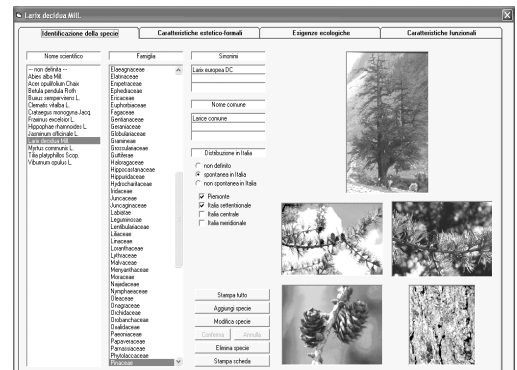 Larix decidua Mill.
Identificazione della specie
Caratteristiche estetico-formali
Esigenze ecologiche
Caratteristiche funzionali
Nome scientifico
--- non definita ---
Abies alba Mill.
Acer opulifolium Chaix
Betula pendula Roth
Buxus sempervirens L.
Clematis vitalba L.
Crataegus monogyna Jacq.
Fraxinus excelsior L.
Hippophae rhamnoides L.
Jasminum officinale L.
Larix decidua Mill.
Myrtus communis L.
Tilia platyphillos Scop.
Viburnum opulus L.
Famiglia
Elaeagnaceae
Elatinaceae
Empetraceae
Ephedraceae
Ericaceae
Euphorbiaceae
Fagaceae
Gentianaceae
Geraniaceae
Globulariaceae
Gramineae
Grossulariaceae
Guttiferae
Haloragaceae
Hippocastanaceae
Hippuridaceae
Hydrocharitaceae
Iridaceae
Juncaceae
Juncaginaceae
Labiatae
Leguminosae
Lentibulariaceae
Liliaceae
Linaceae
Loranthaceae
Lythraceae
Malvaceae
Menyanthaceae
Moraceae
Najadaceae
Nymphaeaceae
Oleaceae
Onagraceae
Orchidaceae
Orobanchaceae
Oxalidaceae
Paeoniaceae
Papaveraceae
Parnassiaceae
Phytolaccaceae
Pinaceae
Sinonimi
Larix europea DC
Nome comune
Larice comune
Distribuzione in Italia
non definito
spontanea in Italia
non spontanea in Italia
Piemonte
Italia settentrionale
Italia centrale
Italia meridionale
Stampa tutto
Aggiungi specie
Modifica specie
Conferma
Annulla
Elimina specie
Stampa scheda